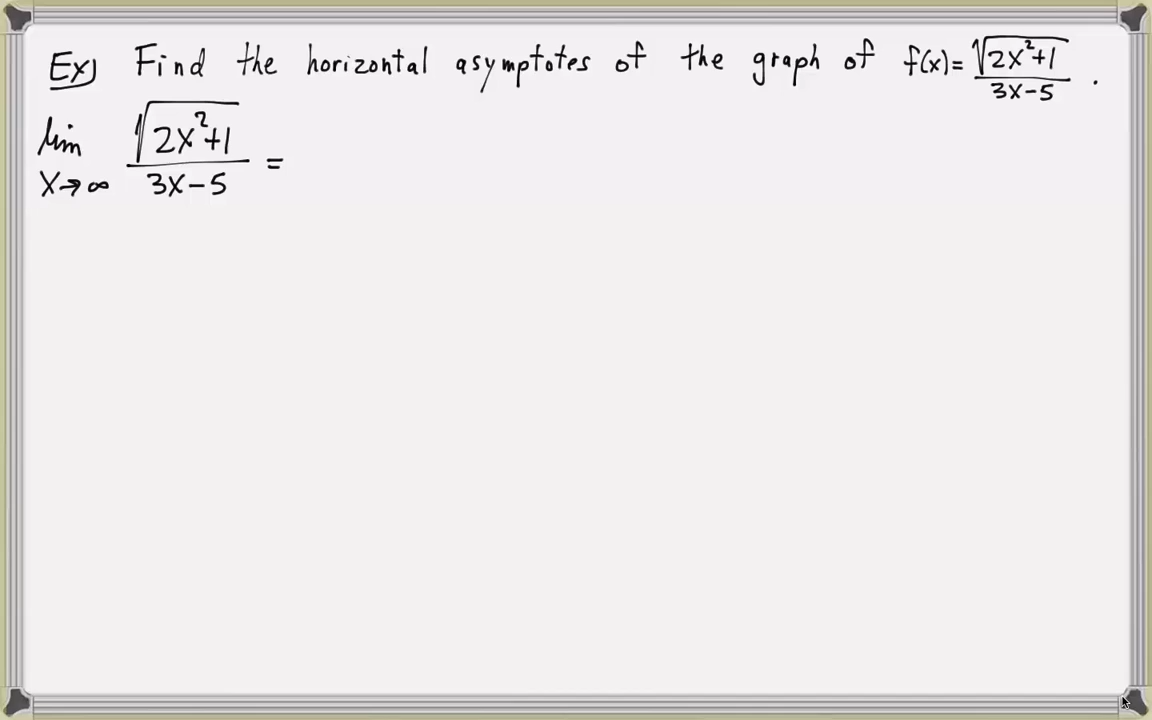 Ex) Find the horizontal asymptotes of the graph of f(x)= √(2x²+1) / (3x-5) .
lim x→∞ √(2x²+1) / (3x-5) =